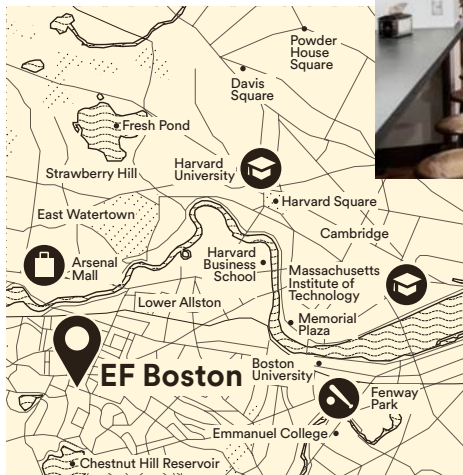 Powder
House
Square
Davis
Square
Fresh Pond
Harvard
University
Strawberry Hill
Harvard Square
East Watertown
Cambridge
Arsenal
Mall
Harvard
Business
School
Massachusetts
Institute of
Technology
Lower Allston
Memorial
Plaza
EF Boston
Boston
University
Fenway
Park
Emmanuel College
Chestnut Hill Reservoir